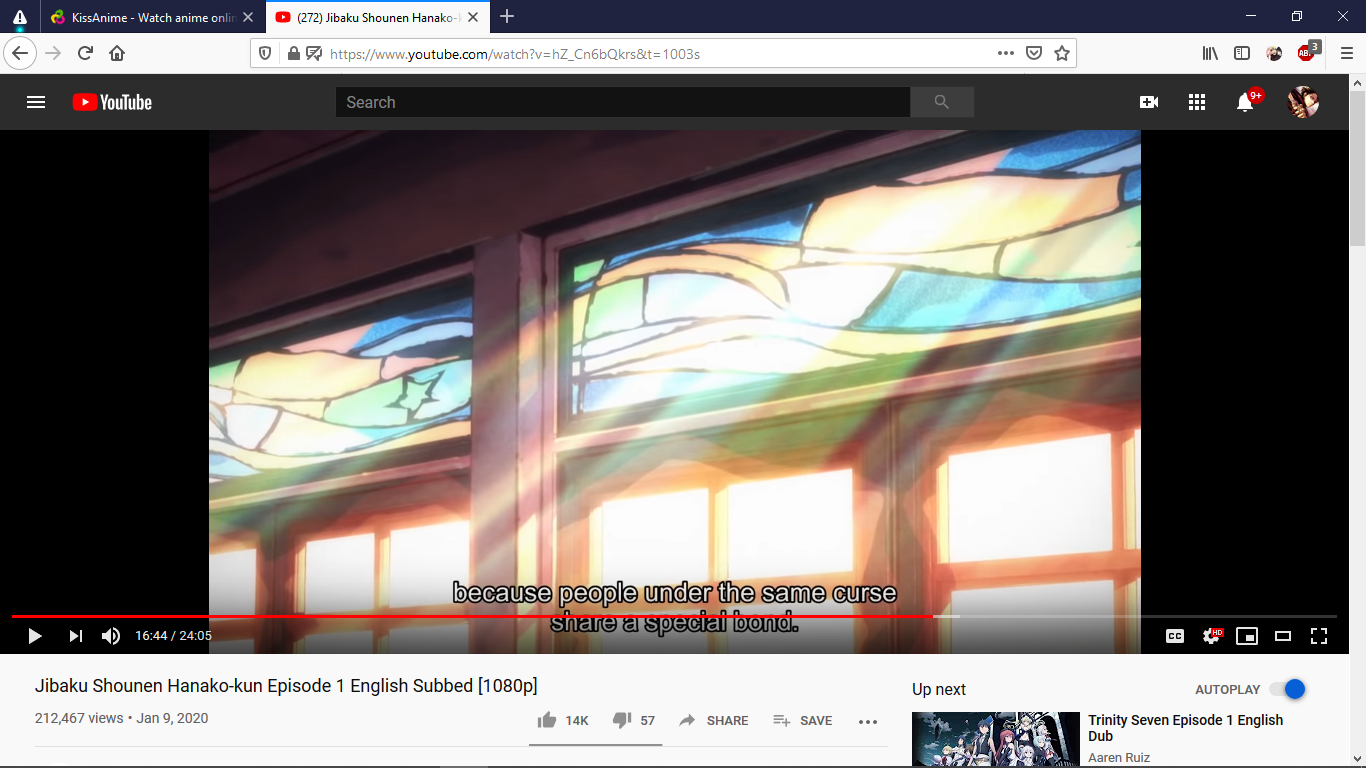 KissAnime - Watch anime onlin
(272) Jibaku Shounen Hanako-k
https://www.youtube.com/watch?v=hZ_Cn6bQkrs&t=1003s
ABP
3
YouTube
Search
9+
because people under the same curse
share a special bond.
16:44 / 24:05
CC
HD
Jibaku Shounen Hanako-kun Episode 1 English Subbed [1080p]
212,467 views • Jan 9, 2020
14K
57
SHARE
SAVE
Up next
AUTOPLAY
Trinity Seven Episode 1 English
Dub
Aaren Ruiz